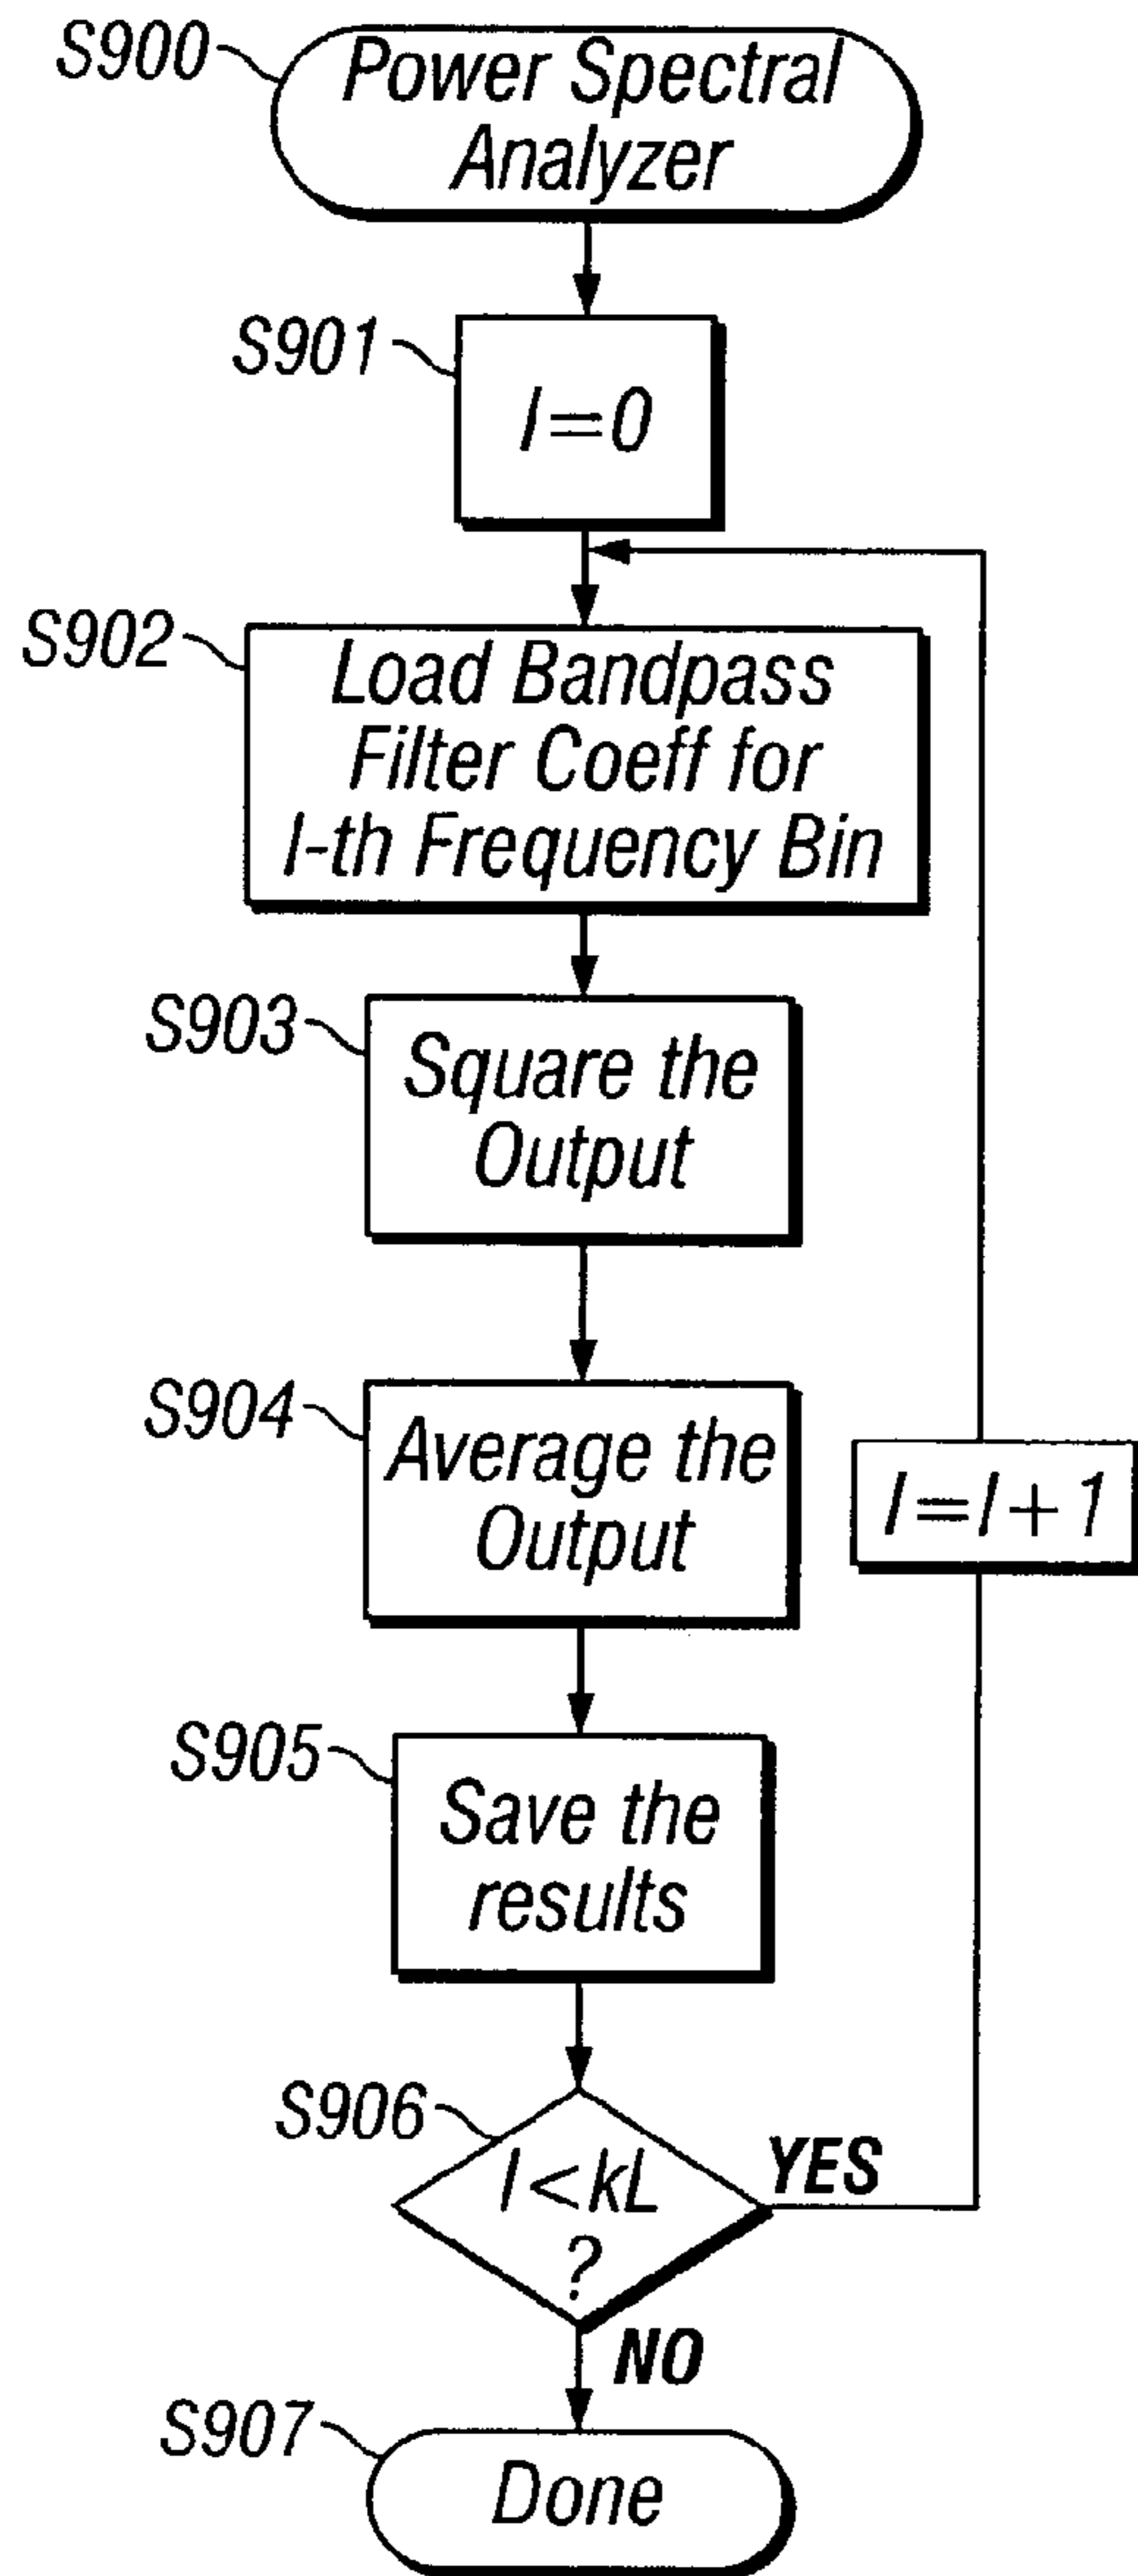 S900
Power Spectral
Analyzer
S901
I=0
S902
Load Bandpass
Filter Coeff for
I-th Frequency Bin
S903
Square the
Output
S904
Average the
Output
I=I+1
S905
Save the
results
S906
I<kL
?
YES
NO
S907
Done